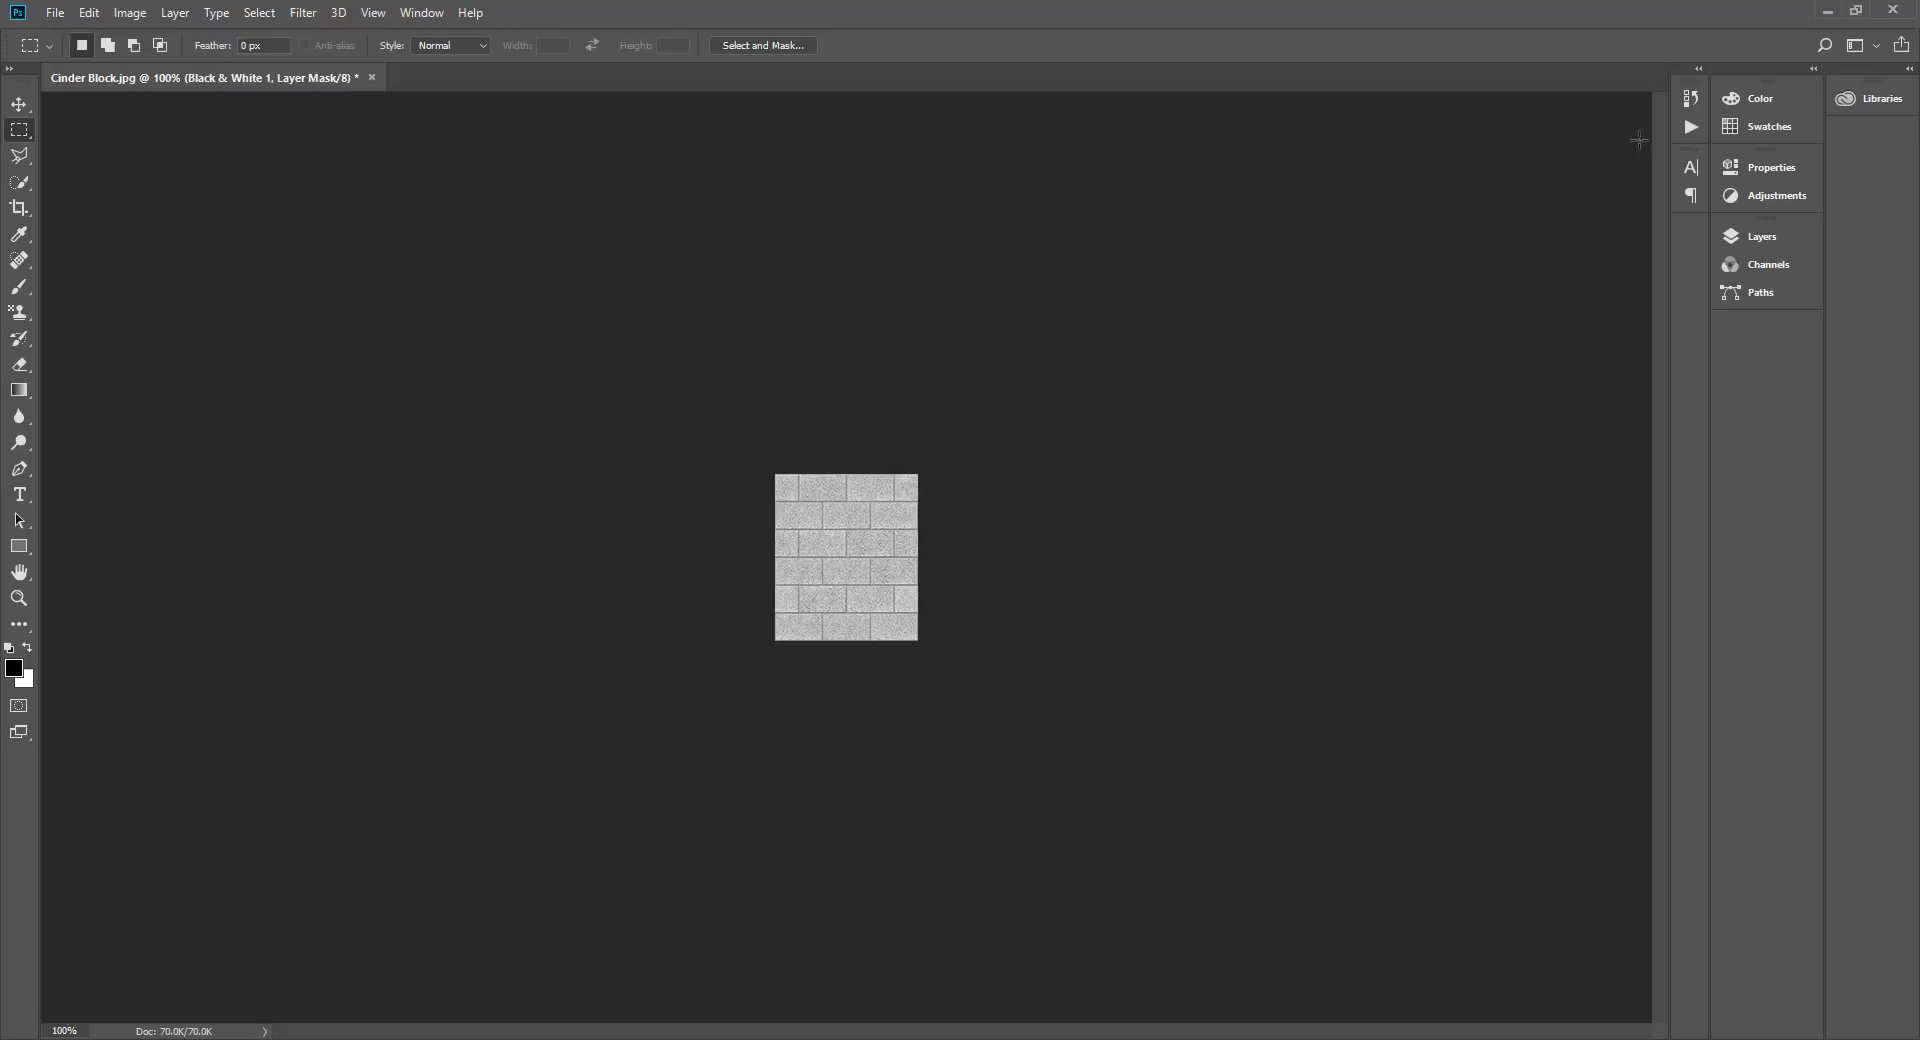 Ps File Edit Image Layer Type Select Filter 3D View Window Help
Feather: 0 px Anti-alias Style: Normal Width: Height: Select and Mask...
Cinder Block.jpg @ 100% (Black & White 1, Layer Mask/8) * ×
Color
Libraries
Swatches
Properties
Adjustments
Layers
Channels
Paths
100% Doc: 70.0K/70.0K